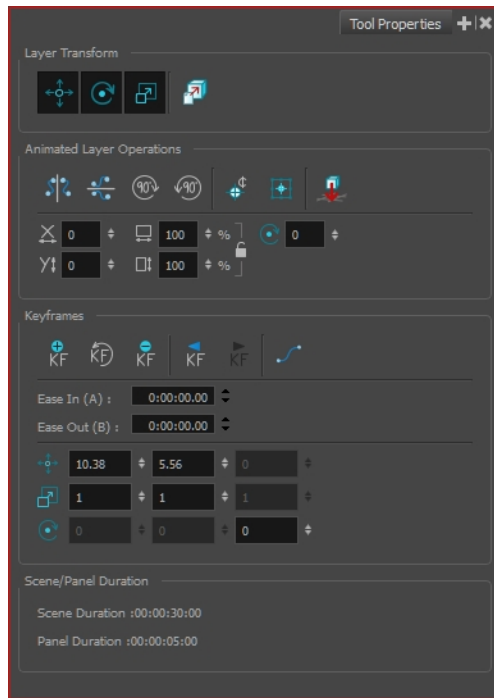 Tool Properties
Layer Transform
Animated Layer Operations
90° 90°
X 0 100 % 0
Y 0 100 %
Keyframes
KF KF KF KF KF
Ease In (A) : 0:00:00.00
Ease Out (B) : 0:00:00.00
10.38 5.56 0
1 1 1
0 0 0
Scene/Panel Duration
Scene Duration :00:00:30:00
Panel Duration :00:00:05:00